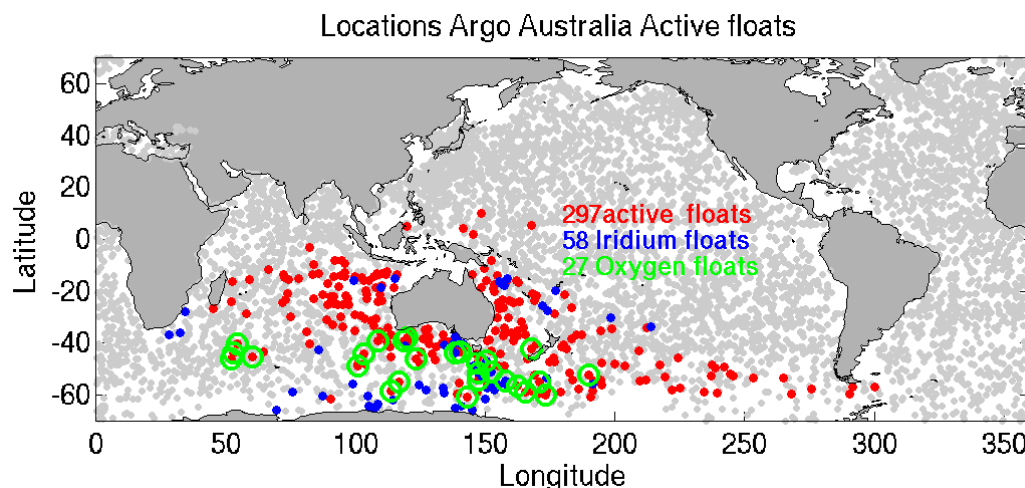 Locations Argo Australia Active floats
60
40
20
0
-20
-40
-60
Latitude
297active floats
58 Iridium floats
27 Oxygen floats
0 50 100 150 200 250 300 350
Longitude